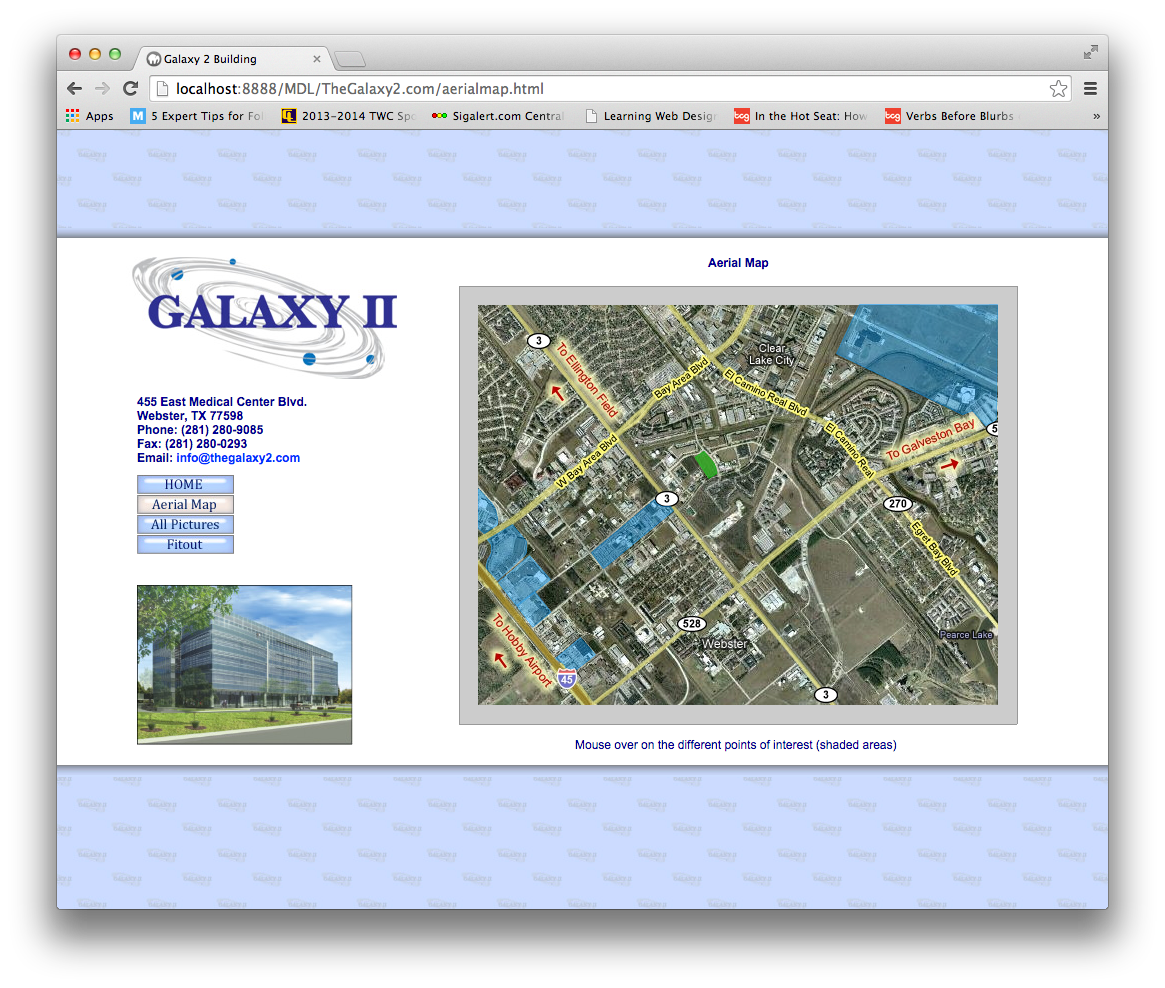 Galaxy 2 Building
localhost:8888/MDL/TheGalaxy2.com/aerialmap.html
Apps
5 Expert Tips for Fo
2013-2014 TWC Spo
Sigalert.com Central
Learning Web Desig
In the Hot Seat: How
Verbs Before Blurbs
»
GALAXY II
455 East Medical Center Blvd.
Webster, TX 77598
Phone: (281) 280-9085
Fax: (281) 280-0293
Email: info@thegalaxy2.com
HOME
Aerial Map
All Pictures
Fitout
Aerial Map
3
To Ellington Field
Bay Area Blvd
Clear
Lake City
El Camino Real Blvd
El Camino Real
To Galveston Bay
5
W Bay Area Blvd
3
270
Egret Bay Blvd
528
Webster
Pearce Lake
To Hobby Airport
45
3
Mouse over on the different points of interest (shaded areas)